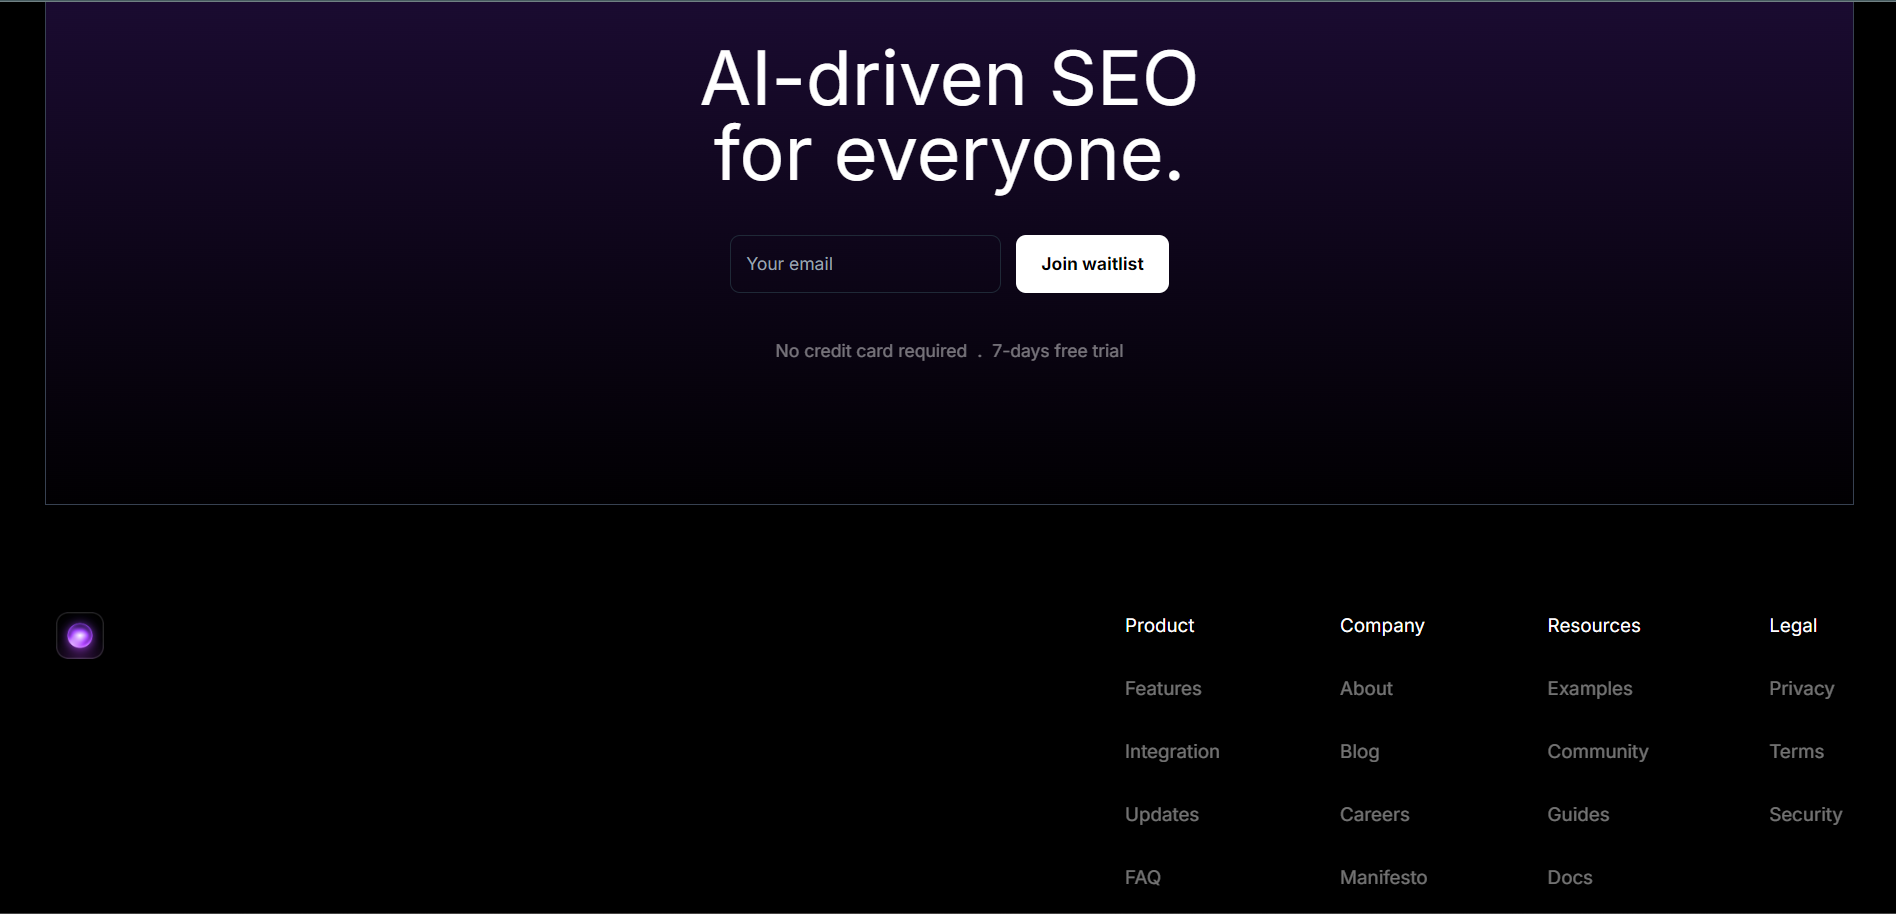 AI-driven SEO
for everyone.
Your email
Join waitlist
No credit card required . 7-days free trial
Product
Features
Integration
Updates
FAQ
Company
About
Blog
Careers
Manifesto
Resources
Examples
Community
Guides
Docs
Legal
Privacy
Terms
Security